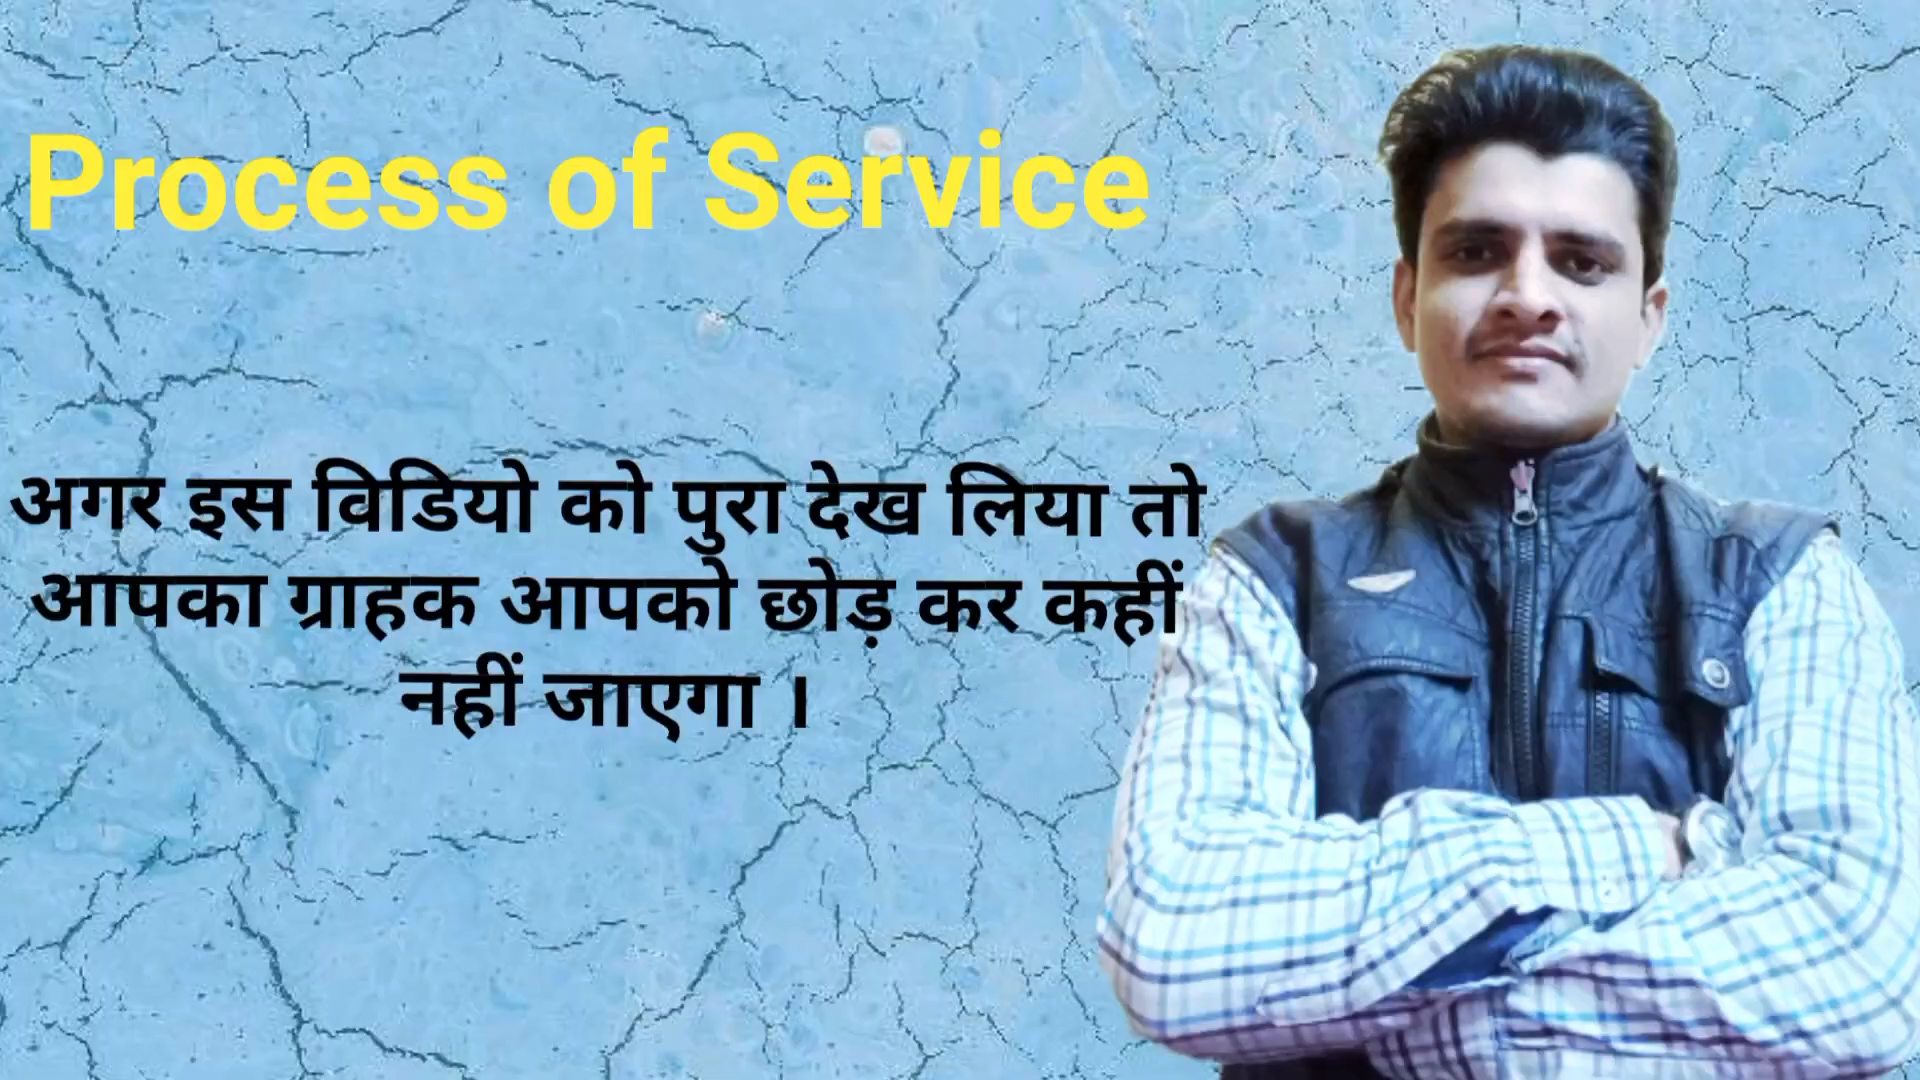 Process of Service
अगर इस विडियो को पुरा देख लिया तो
आपका ग्राहक आपको छोड़ कर कहीं
नहीं जाएगा ।